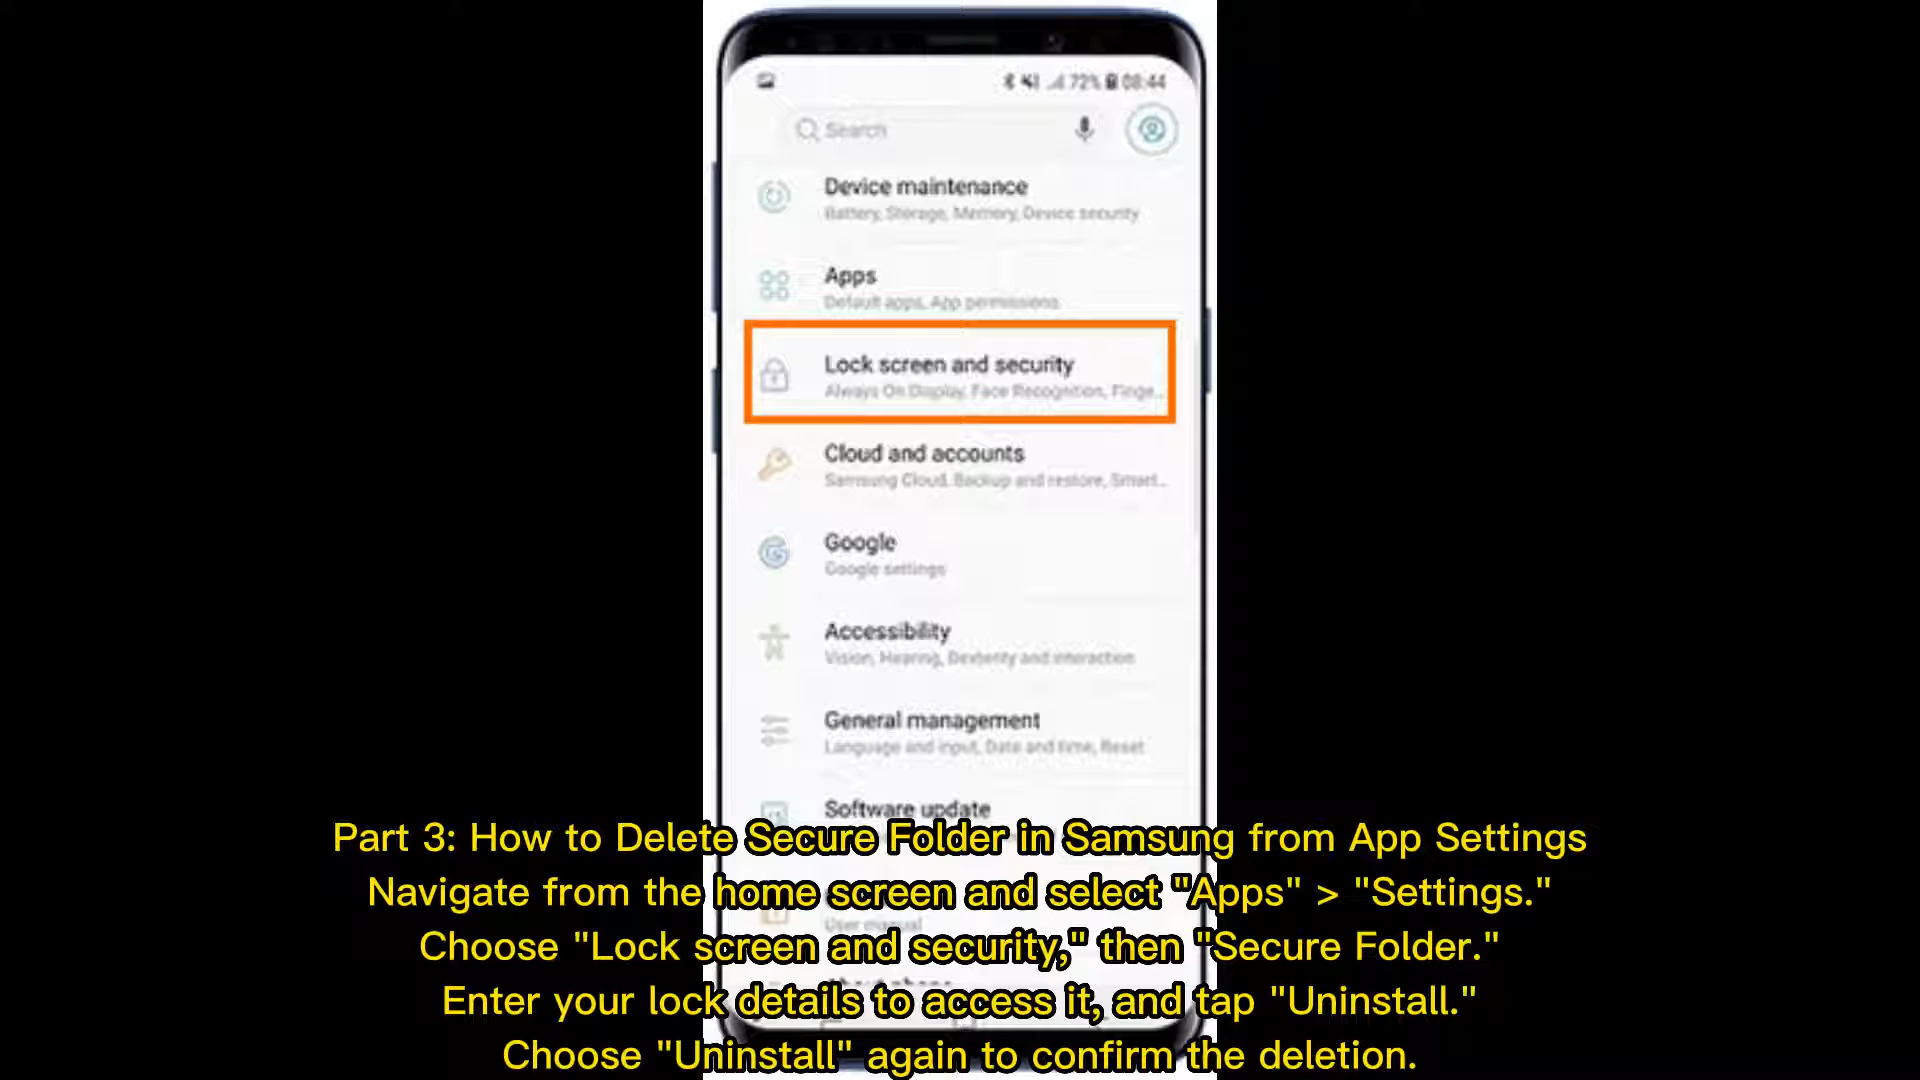 72% 08:44
Search
Device maintenance
Battery, Storage, Memory, Device security
Apps
Default apps, App permissions
Lock screen and security
Always On Display, Face Recognition, Finge...
Cloud and accounts
Samsung Cloud, Backup and restore, Smart...
Google
Google settings
Accessibility
Vision, Hearing, Dexterity and interaction
General management
Language and input, Date and time, Reset
Software update
User manual
About phone
Part 3: How to Delete Secure Folder in Samsung from App Settings
Navigate from the home screen and select "Apps" > "Settings."
Choose "Lock screen and security," then "Secure Folder."
Enter your lock details to access it, and tap "Uninstall."
Choose "Uninstall" again to confirm the deletion.